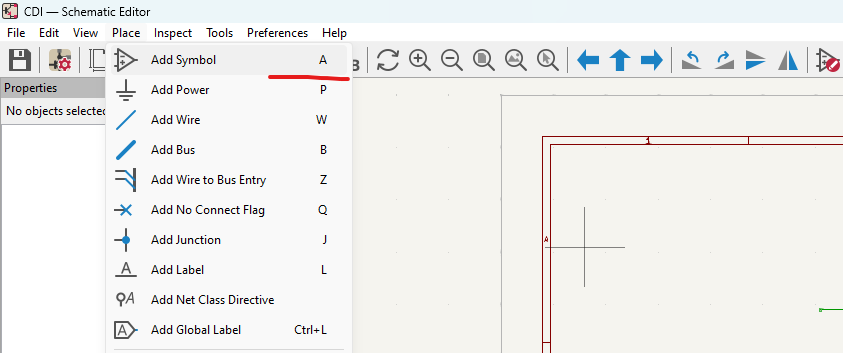 CDI — Schematic Editor
File Edit View Place Inspect Tools Preferences Help
Properties
No objects selected
Add Symbol A
Add Power P
Add Wire W
Add Bus B
Add Wire to Bus Entry Z
Add No Connect Flag Q
Add Junction J
Add Label L
Add Net Class Directive
Add Global Label Ctrl+L
1
A